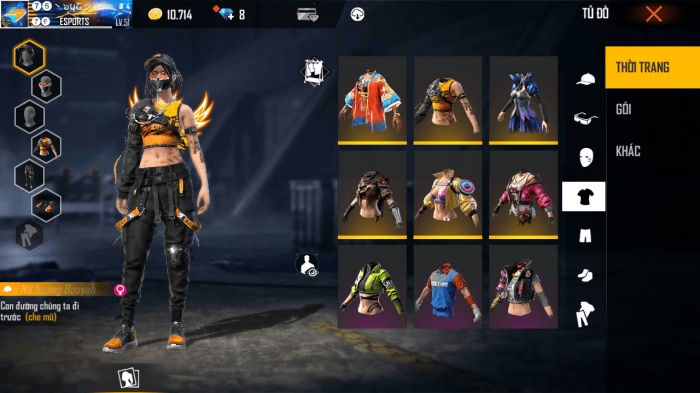 ESPORTS
LV.51
10.714
8
TỦ ĐỒ
THỜI TRANG
GÓI
KHÁC
Con đường chúng ta đi
trước (che mũ)